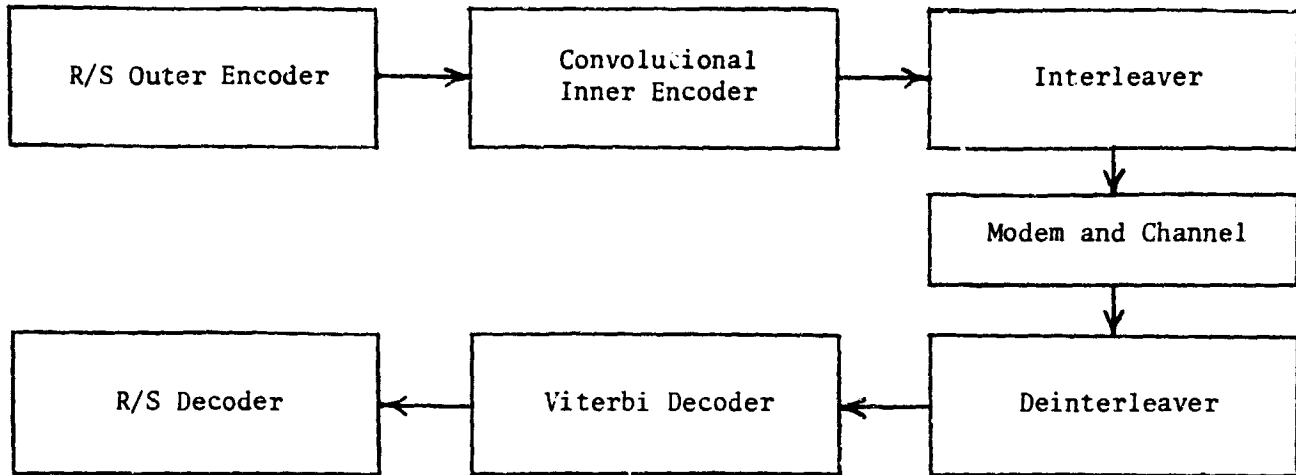 R/S Outer Encoder
Convolutional
Inner Encoder
Interleaver
Modem and Channel
R/S Decoder
Viterbi Decoder
Deinterleaver